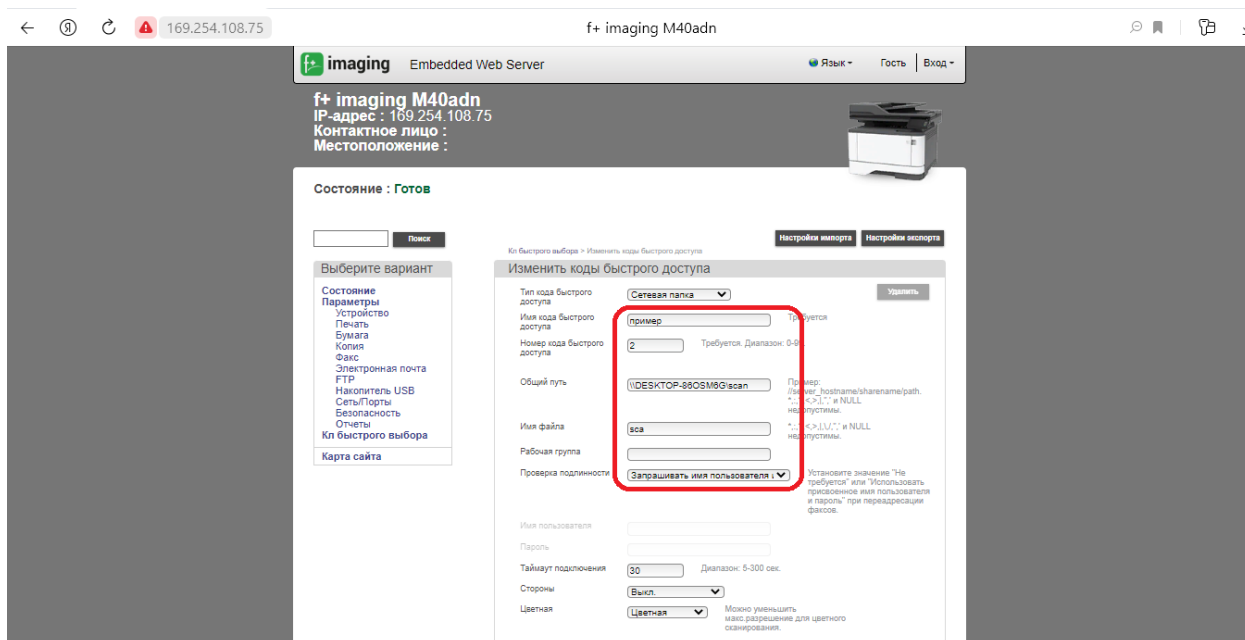 169.254.108.75
f+ imaging M40adn
f+ imaging Embedded Web Server
Язык
Гость
Вход
f+ imaging M40adn
IP-адрес : 169.254.108.75
Контактное лицо :
Местоположение :
Состояние : Готов
Поиск
Настройки импорта
Настройки экспорта
Кл быстрого выбора > Изменить коды быстрого доступа
Выберите вариант
Состояние
Параметры
Устройство
Печать
Бумага
Копия
Факс
Электронная почта
FTP
Накопитель USB
Сеть/Порты
Безопасность
Отчеты
Кл быстрого выбора
Карта сайта
Изменить коды быстрого доступа
Удалить
Тип кода быстрого
доступа
Сетевая папка
Имя кода быстрого
доступа
пример
Требуется
Номер кода быстрого
доступа
2
Требуется. Диапазон: 0-9
Общий путь
\\DESKTOP-86OSM6G\scan
Пример:
//server_hostname/sharename/path.
и NULL
недопустимы.
Имя файла
sca
и NULL
недопустимы.
Рабочая группа
Проверка подлинности
Запрашивать имя пользователя
Установите значение "Не
требуется" или "Использовать
присвоенное имя пользователя
и пароль" при переадресации
факсов.
Имя пользователя
Пароль
Таймаут подключения
30
Диапазон: 5-300 сек.
Стороны
Выкл.
Цветная
Цветная
Можно уменьшить
макс.разрешение для цветного
сканирования.